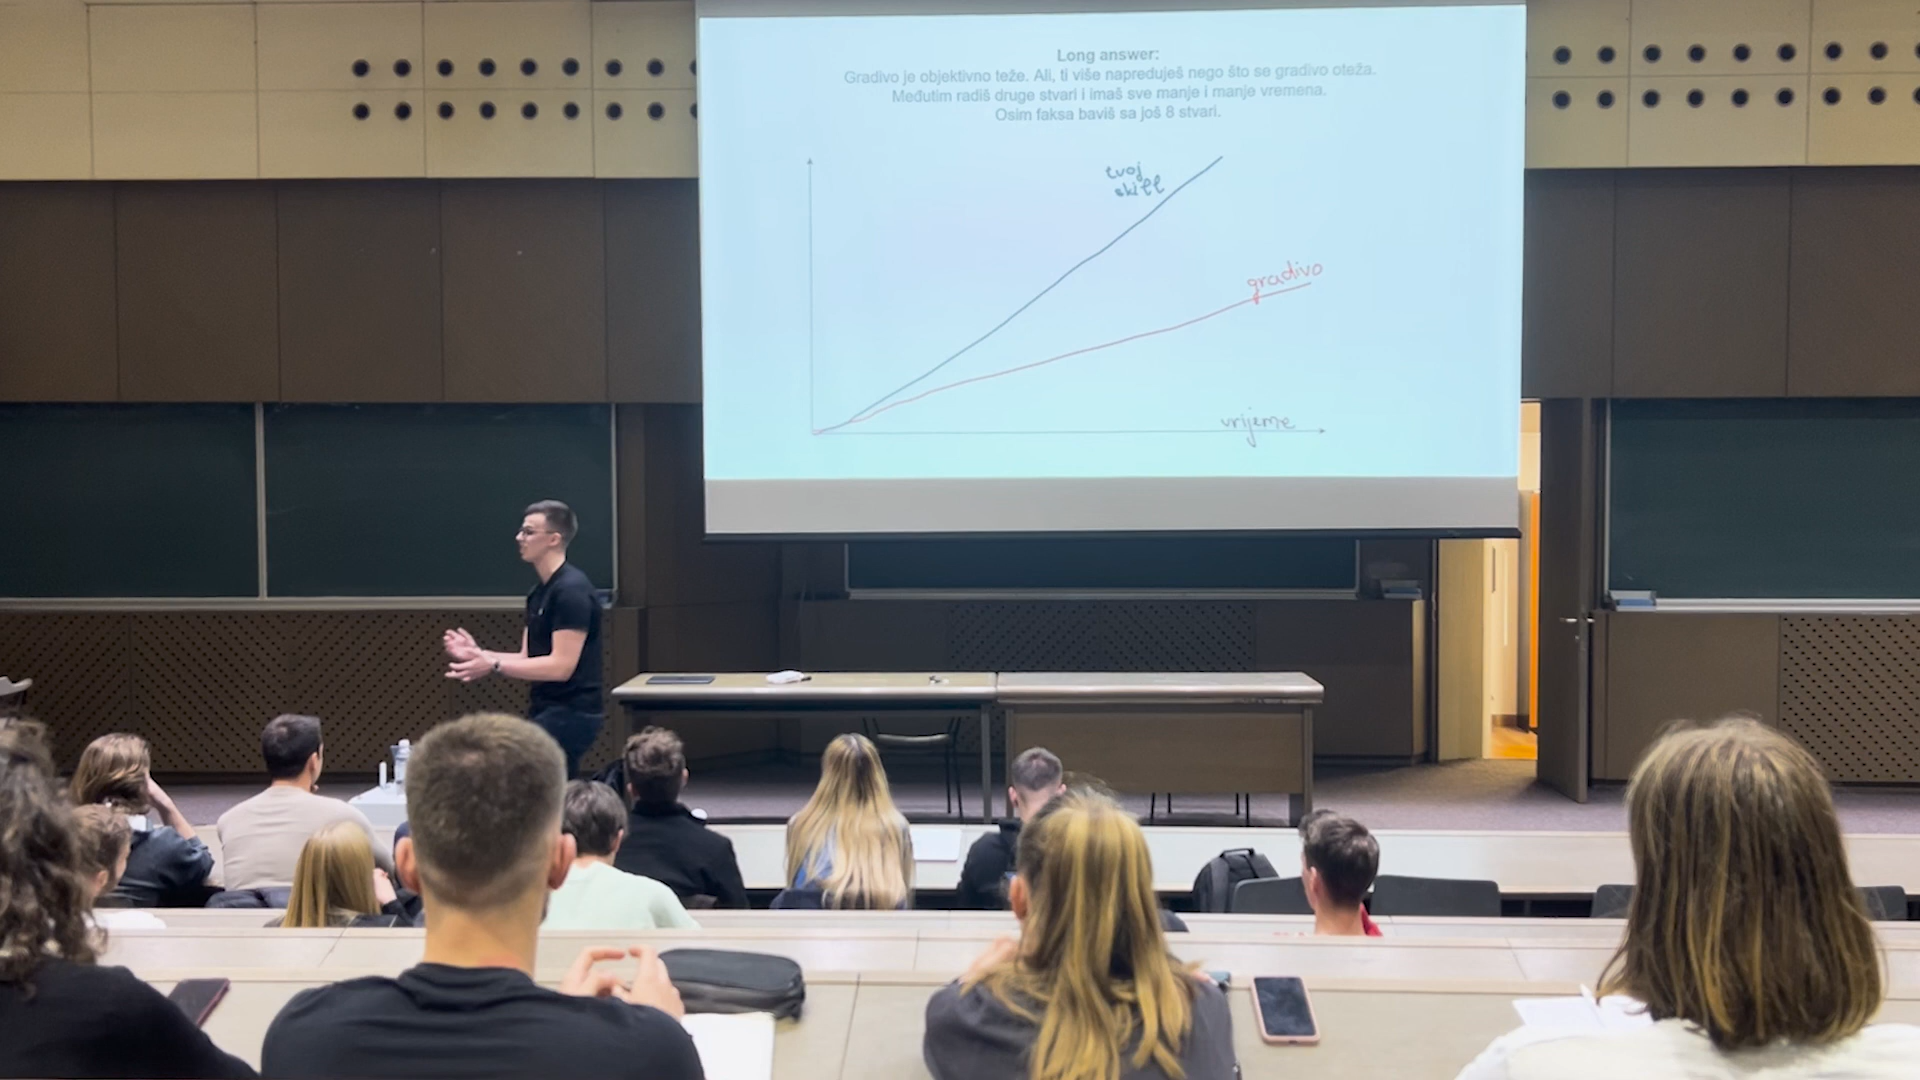 Long answer:
Gradivo je objektivno teže. Ali, ti više napreduješ nego što se gradivo oteža.
Međutim radiš druge stvari i imaš sve manje i manje vremena.
Osim faksa baviš sa još 8 stvari.
tvoj
skill
gradivo
vrijeme